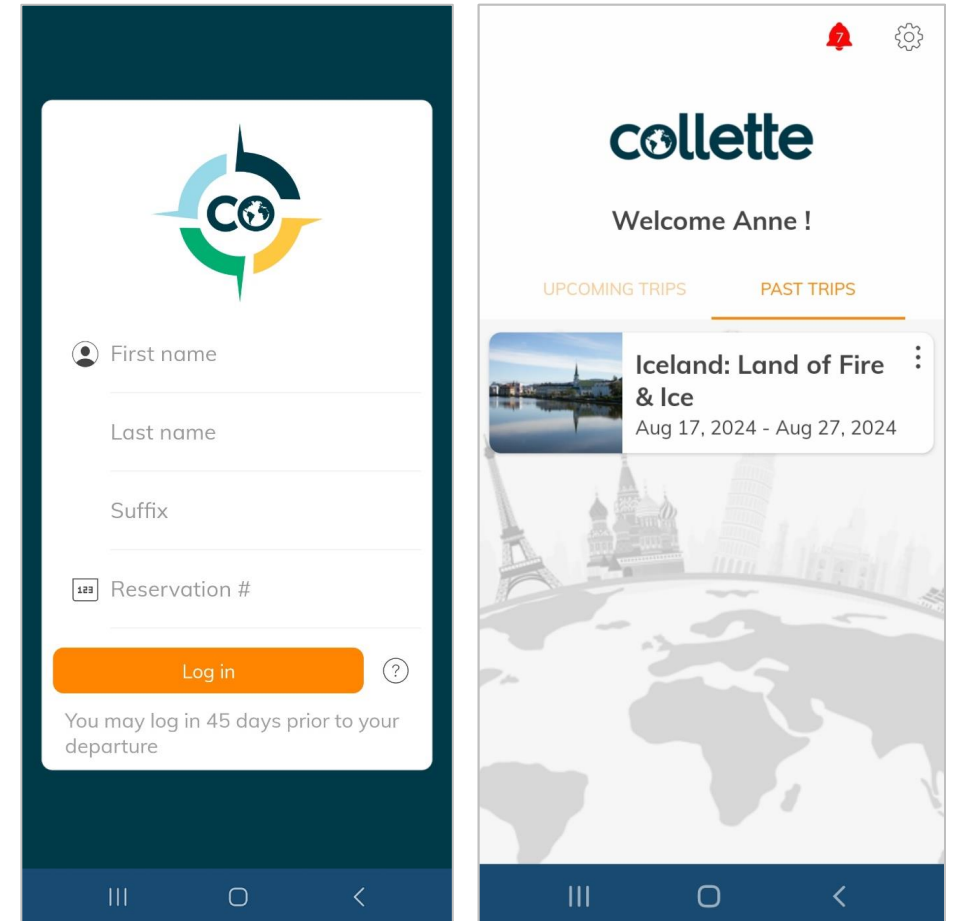 CO
First name
Last name
Suffix
123
Reservation #
Log in
?
You may log in 45 days prior to your
departure
7
collette
Welcome Anne !
UPCOMING TRIPS
PAST TRIPS
Iceland: Land of Fire
& Ice
Aug 17, 2024 - Aug 27, 2024